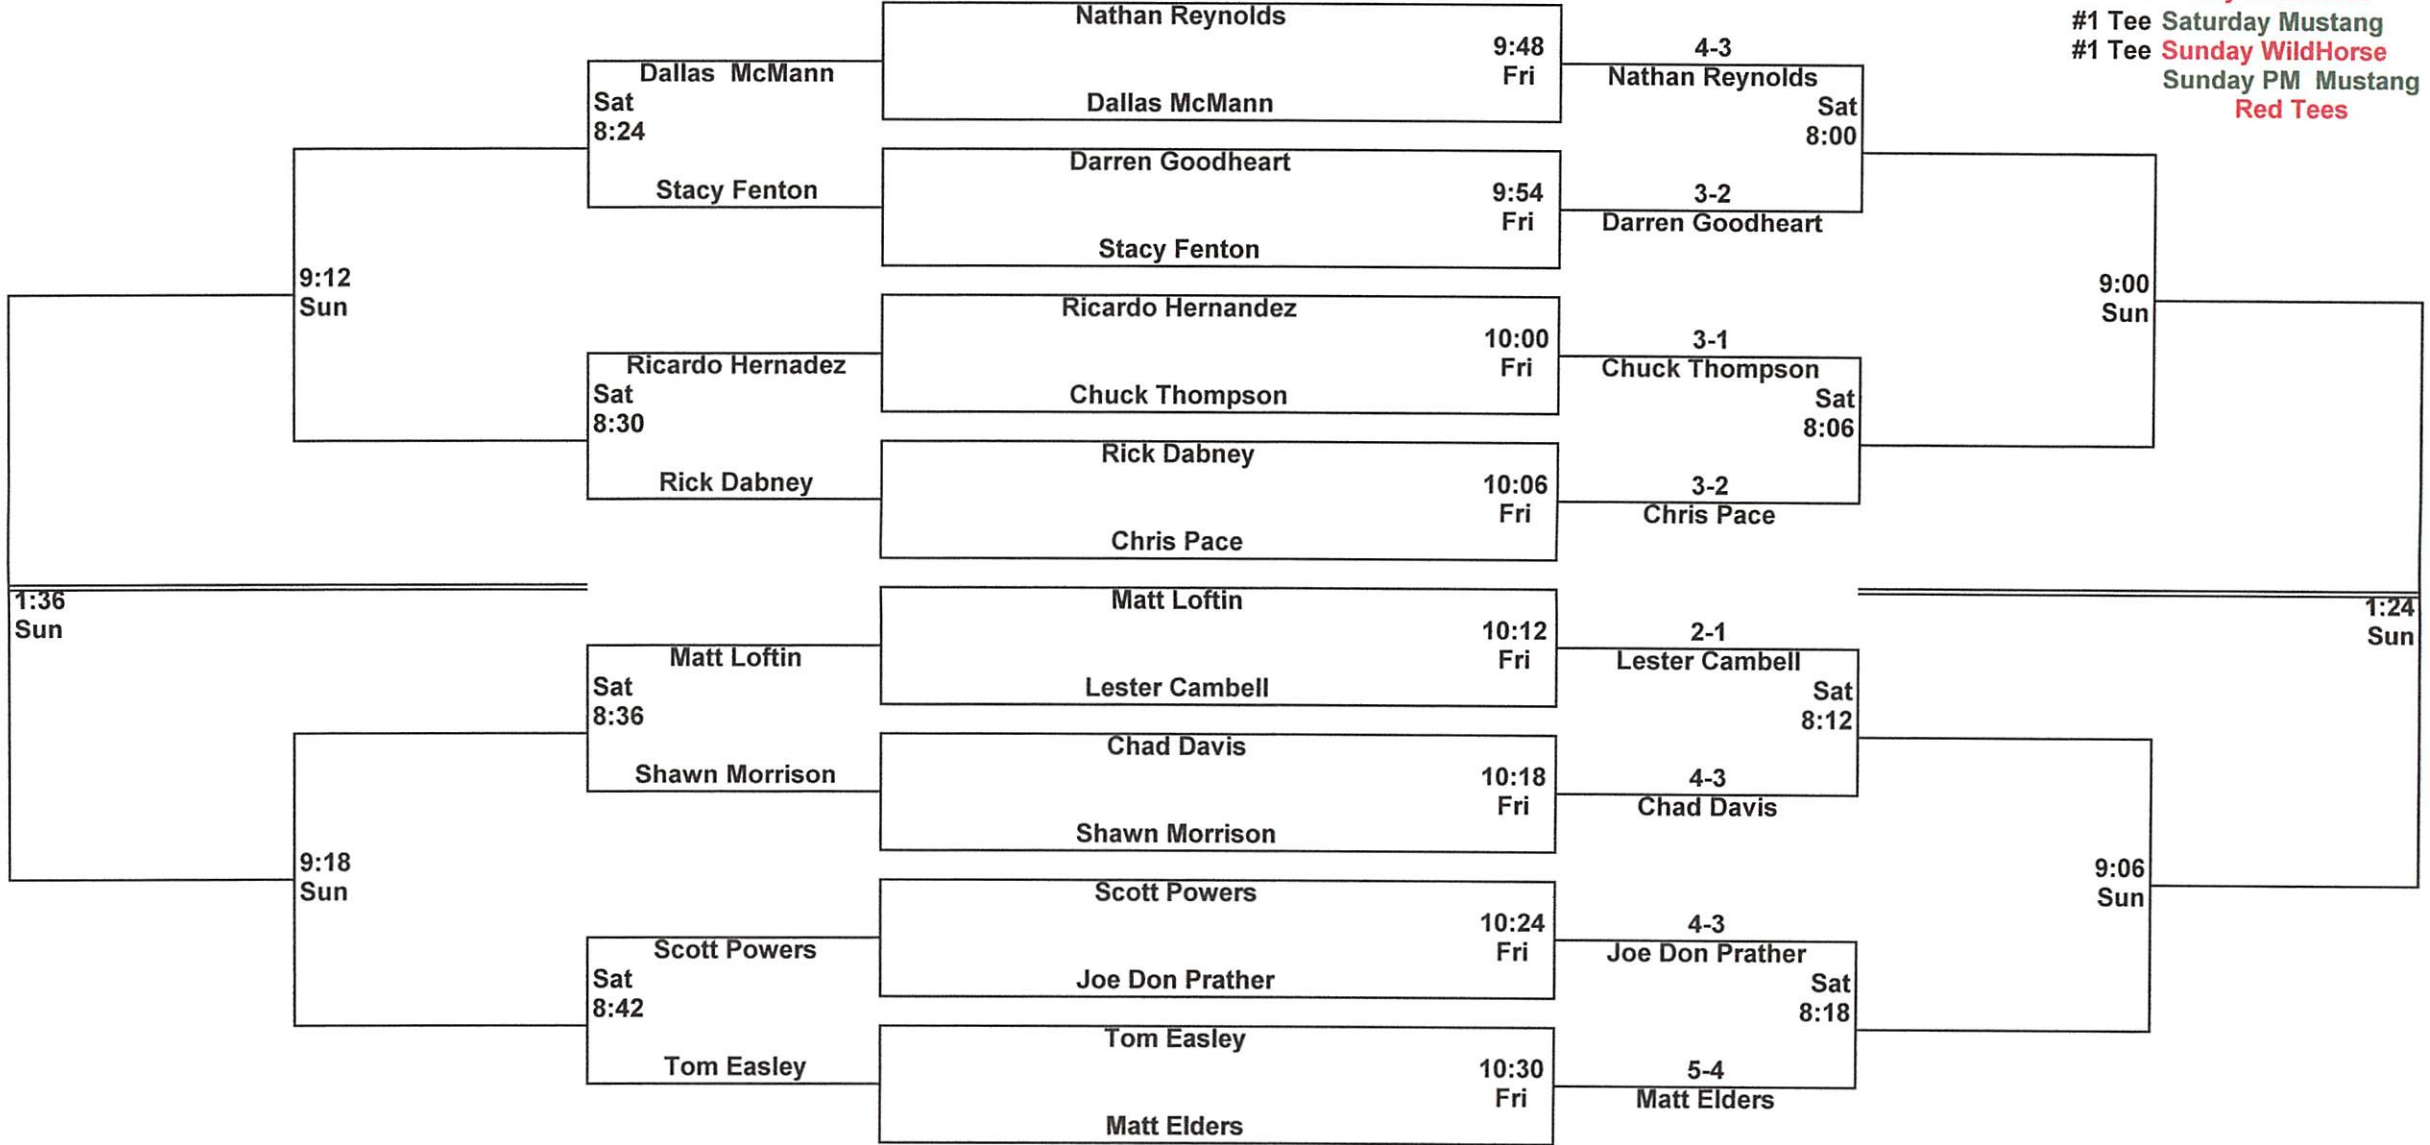 #1 Tee Saturday Mustang
#1 Tee Sunday WildHorse
Sunday PM Mustang
Red Tees
Dallas McMann
Sat
8:24
Stacy Fenton
9:12
Sun
Ricardo Hernadez
Sat
8:30
Rick Dabney
1:36
Sun
Matt Loftin
Sat
8:36
Shawn Morrison
9:18
Sun
Scott Powers
Sat
8:42
Tom Easley
Nathan Reynolds
9:48
Fri
Dallas McMann
Darren Goodheart
9:54
Fri
Stacy Fenton
Ricardo Hernandez
10:00
Fri
Chuck Thompson
Rick Dabney
10:06
Fri
Chris Pace
Matt Loftin
10:12
Fri
Lester Cambell
Chad Davis
10:18
Fri
Shawn Morrison
Scott Powers
10:24
Fri
Joe Don Prather
Tom Easley
10:30
Fri
Matt Elders
4-3
Nathan Reynolds
Sat
8:00
3-2
Darren Goodheart
9:00
Sun
3-1
Chuck Thompson
Sat
8:06
3-2
Chris Pace
1:24
Sun
2-1
Lester Cambell
Sat
8:12
4-3
Chad Davis
9:06
Sun
4-3
Joe Don Prather
Sat
8:18
5-4
Matt Elders